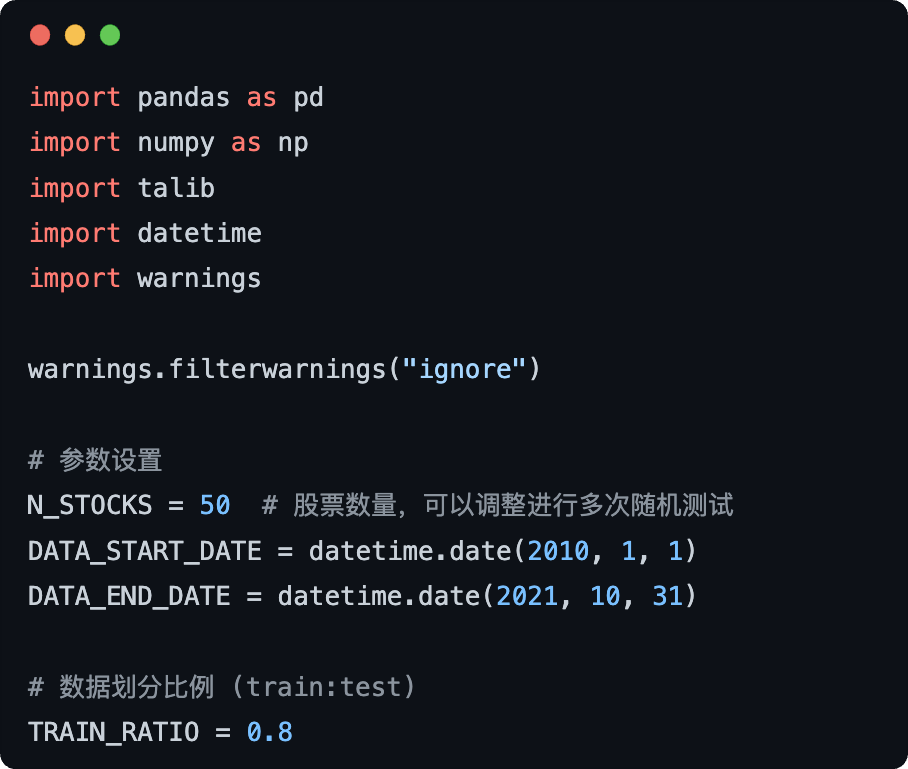 import pandas as pd
import numpy as np
import talib
import datetime
import warnings
warnings.filterwarnings("ignore")
# 参数设置
N_STOCKS = 50  # 股票数量，可以调整进行多次随机测试
DATA_START_DATE = datetime.date(2010, 1, 1)
DATA_END_DATE = datetime.date(2021, 10, 31)
# 数据划分比例 (train:test)
TRAIN_RATIO = 0.8